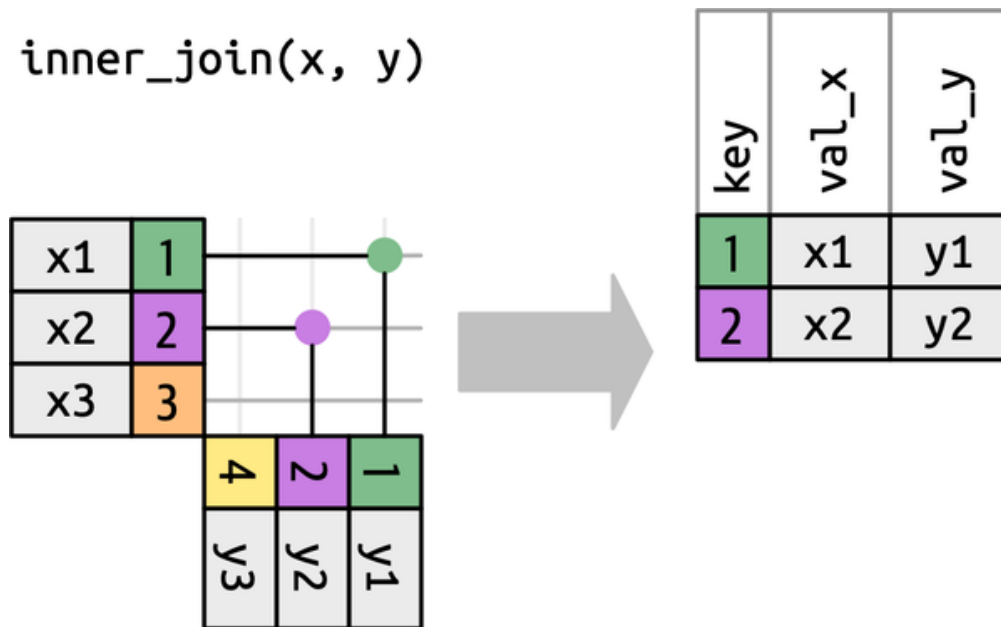 inner_join(x, y)
x1 1
x2 2
x3 3
4 2 1
y3 y2 y1
key val_x val_y
1 x1 y1
2 x2 y2